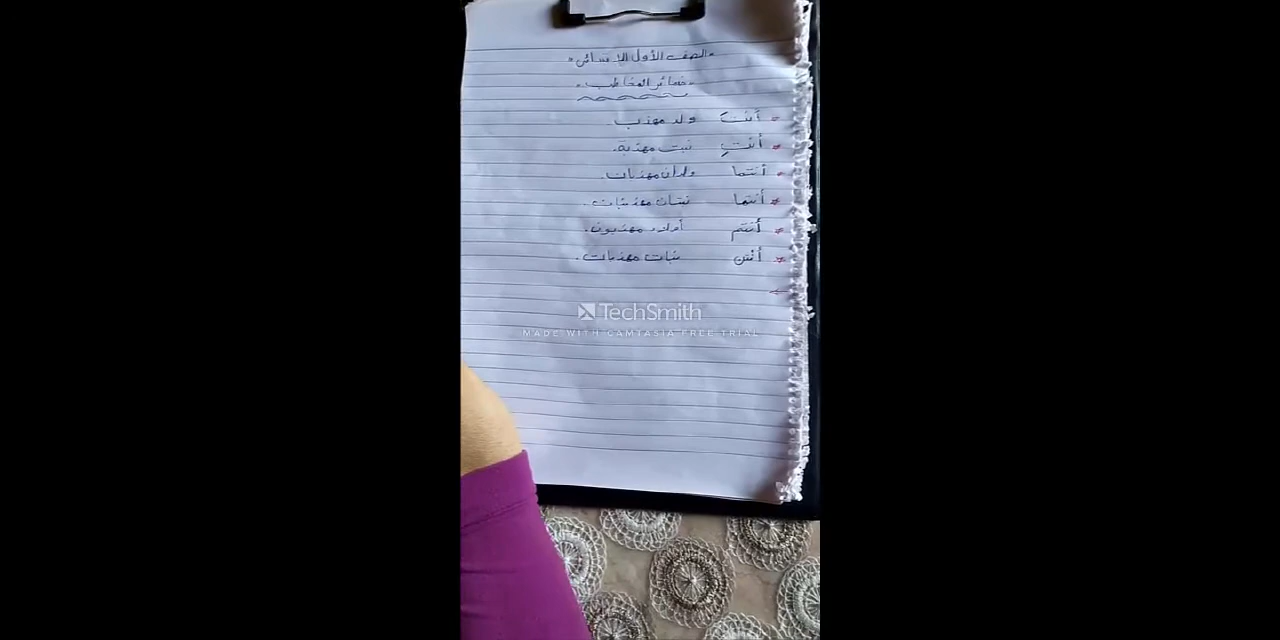 الصف الأول الابتدائي
ضمائر المخاطب
* أنتَ ولد مهذب.
* أنتِ بنت مهذبة.
* أنتما ولدان مهذبان.
* أنتما بنتان مهذبتان.
* أنتم أولاد مهذبون.
* أنتن بنات مهذبات.
TechSmith
MADE WITH CAMTASIA FREE TRIAL